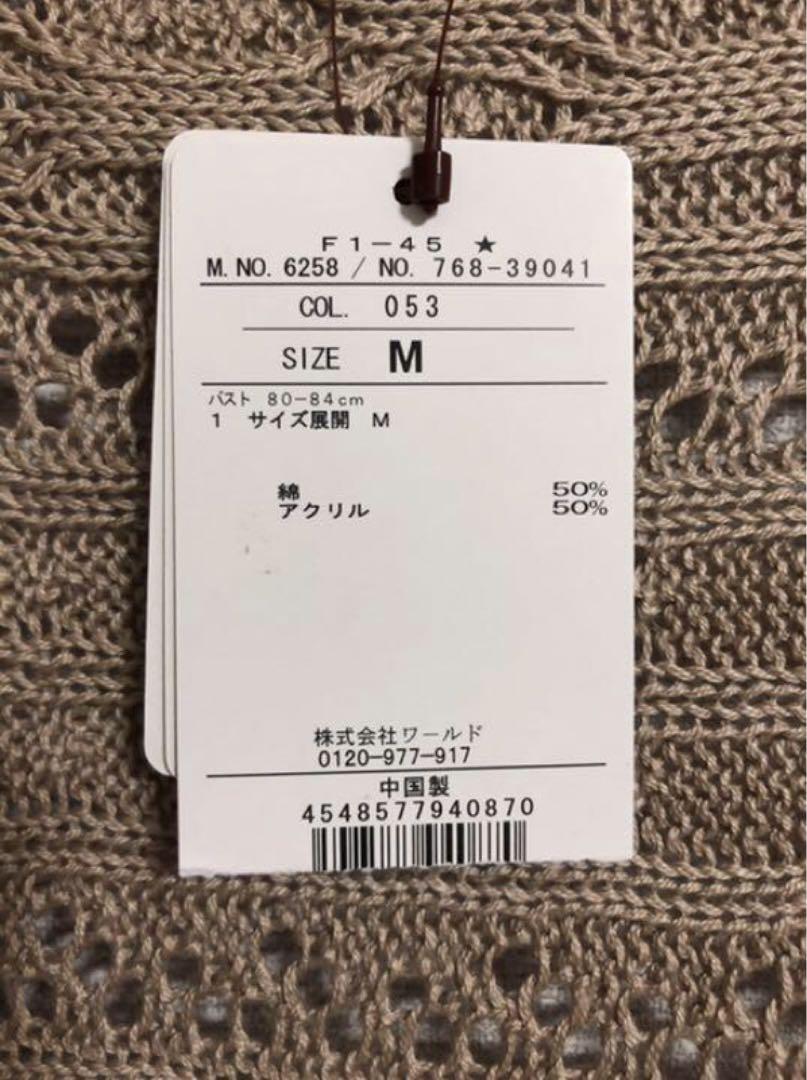 F1-45 ★
M.NO. 6258 / NO. 768-39041
COL. 053
SIZE M
バスト 80-84cm
1 サイズ展開 M
綿 50%
アクリル 50%
株式会社ワールド
0120-977-917
中国製
4548577940870